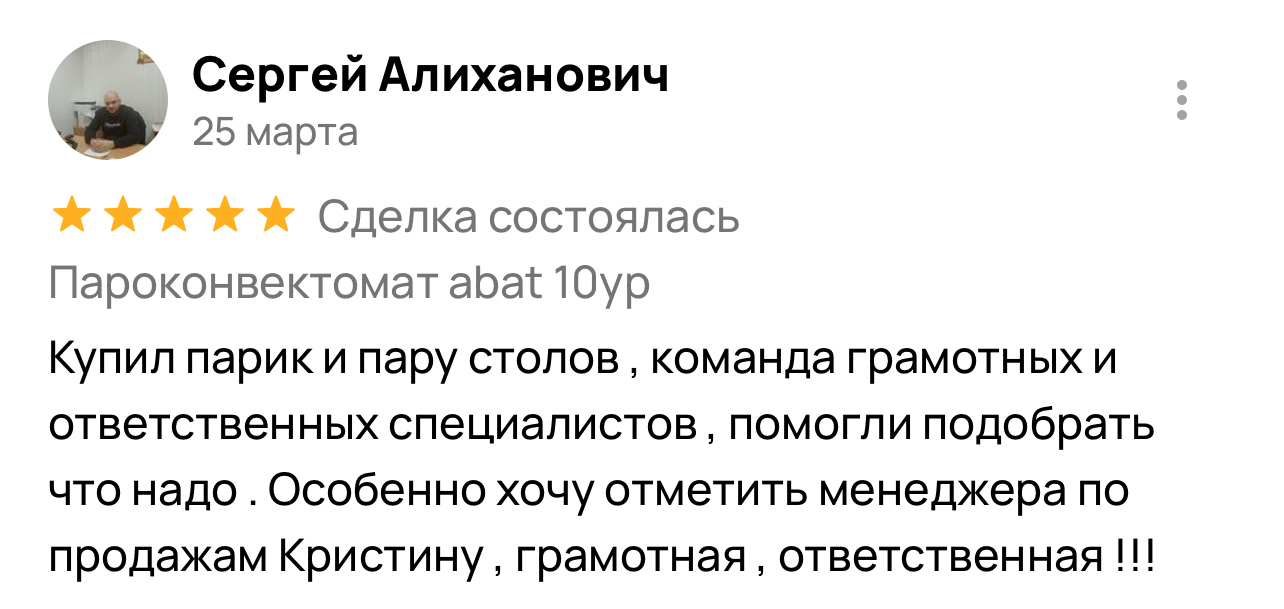 Сергей Алиханович
25 марта
Сделка состоялась
Пароконвектомат abat 10ур
Купил парик и пару столов , команда грамотных и
ответственных специалистов , помогли подобрать
что надо . Особенно хочу отметить менеджера по
продажам Кристину , грамотная , ответственная !!!